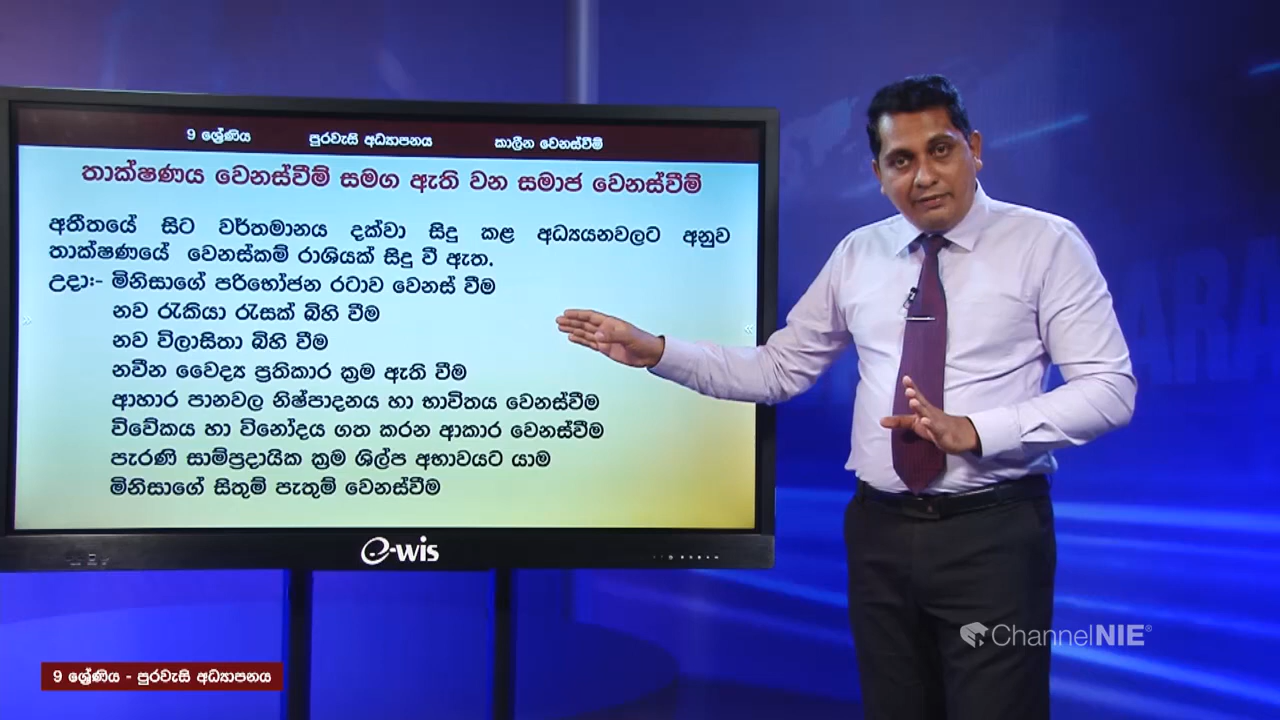 9 ශ්‍රේණිය පුරවැසි අධ්‍යාපනය කාලීන වෙනස්වීම්
තාක්ෂණය වෙනස්වීම් සමග ඇති වන සමාජ වෙනස්වීම්
අතීතයේ සිට වර්තමානය දක්වා සිදු කළ අධ්‍යයනවලට අනුව
තාක්ෂණයේ වෙනස්කම් රාශියක් සිදු වී ඇත.
උදාඃ- මිනිසාගේ පරිභෝජන රටාව වෙනස් වීම
නව රැකියා රැසක් බිහි වීම
නව විලාසිතා බිහි වීම
නවීන වෛද්‍ය ප්‍රතිකාර ක්‍රම ඇති වීම
ආහාර පානවල නිෂ්පාදනය හා භාවිතය වෙනස්වීම
විවේකය හා විනෝදය ගත කරන ආකාර වෙනස්වීම
පැරණි සාම්ප්‍රදායික ක්‍රම ශිල්ප අභාවයට යාම
මිනිසාගේ සිතුම් පැතුම් වෙනස්වීම
e-wis
ChannelNIE®
9 ශ්‍රේණිය - පුරවැසි අධ්‍යාපනය